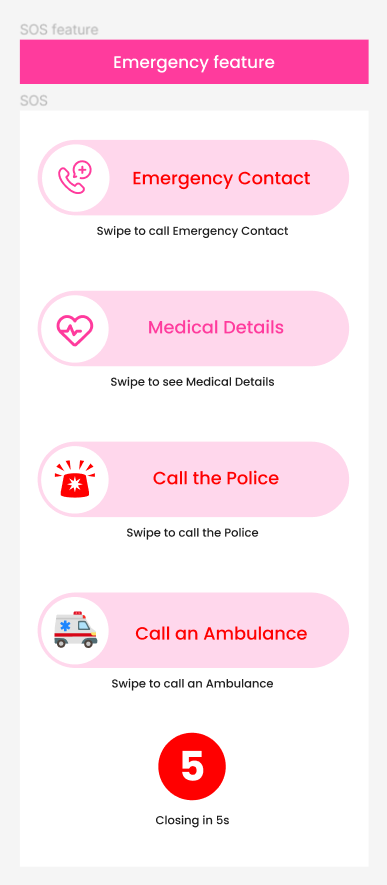 SOS feature
Emergency feature
SOS
Emergency Contact
Swipe to call Emergency Contact
Medical Details
Swipe to see Medical Details
Call the Police
Swipe to call the Police
Call an Ambulance
Swipe to call an Ambulance
5
Closing in 5s